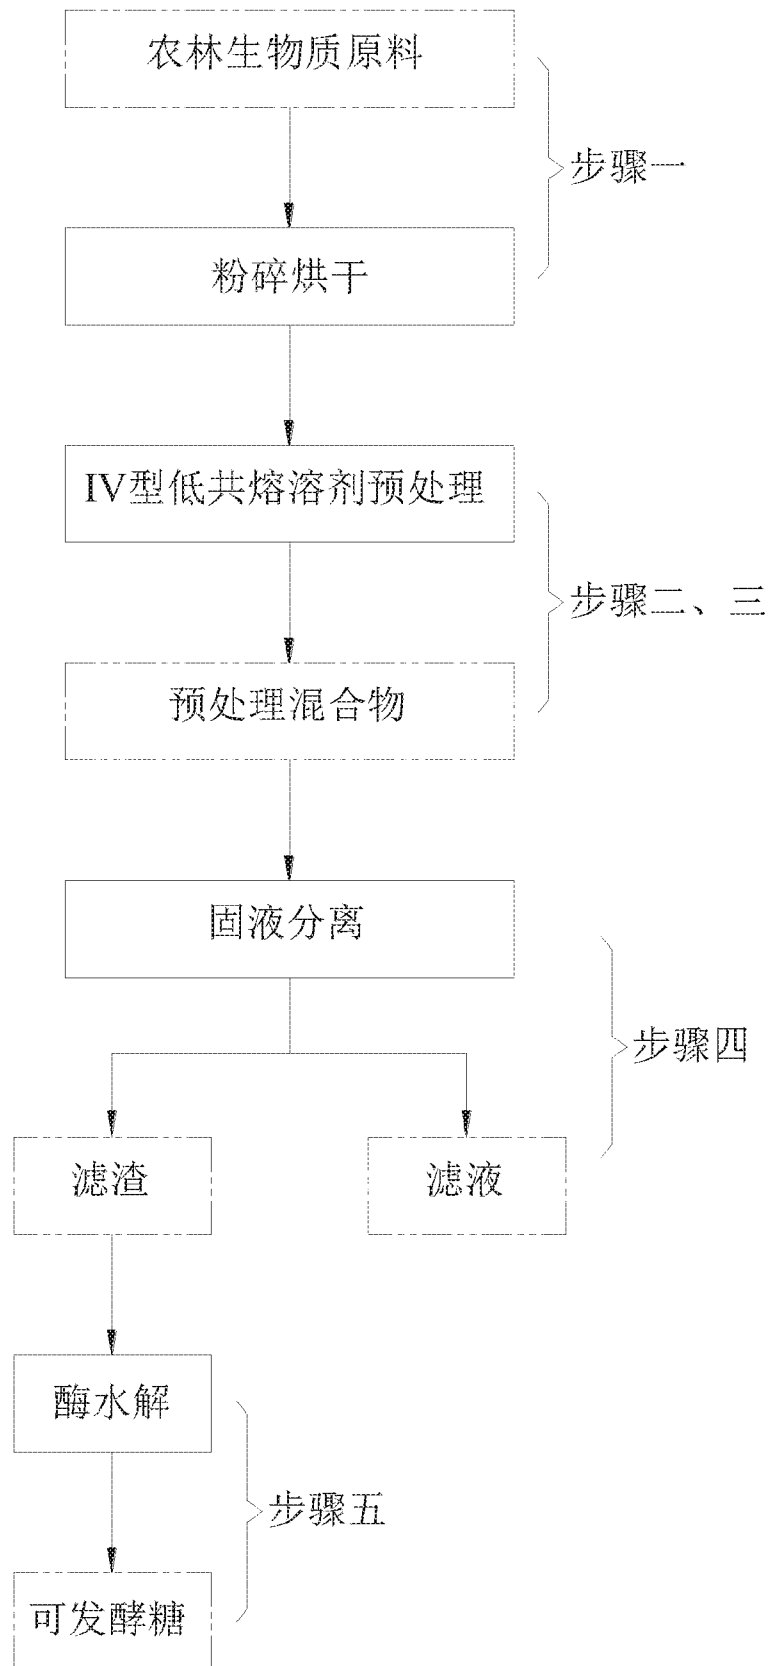 农林生物质原料
步骤一
粉碎烘干
IV型低共熔溶剂预处理
步骤二、三
预处理混合物
固液分离
步骤四
滤渣
滤液
酶水解
步骤五
可发酵糖